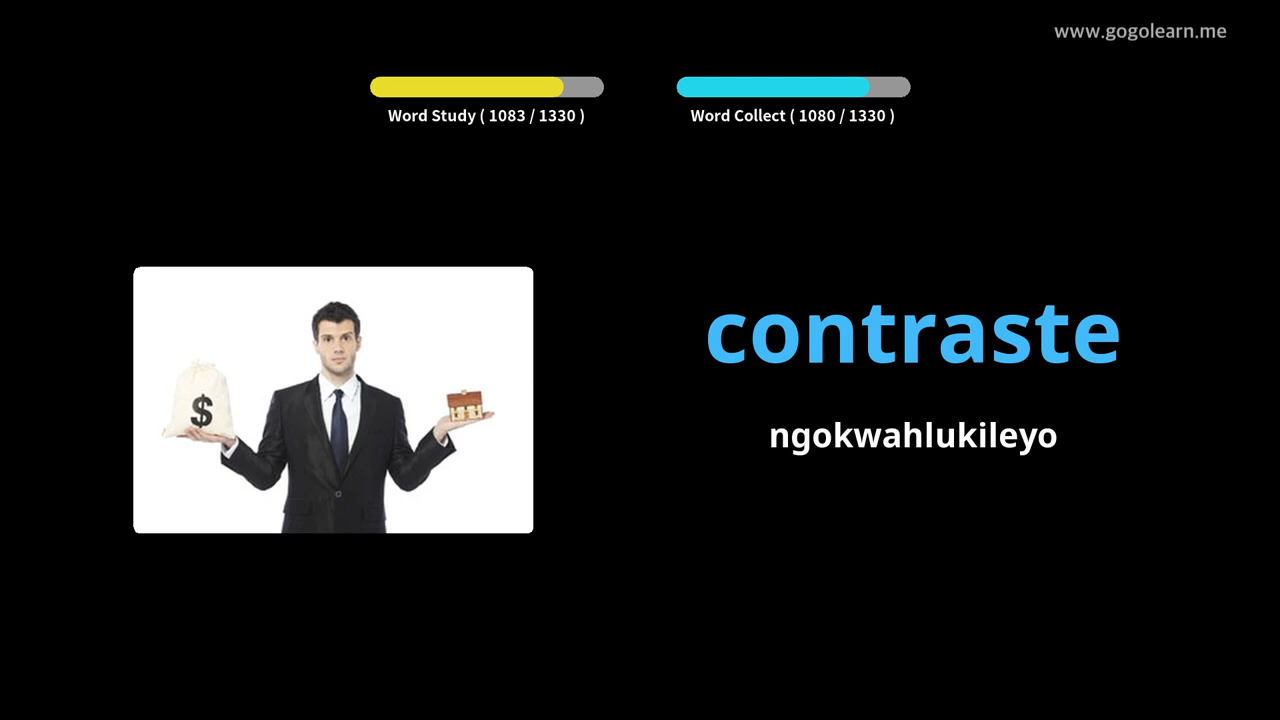 www.gogolearn.me
Word Study ( 1083 / 1330 )
Word Collect ( 1080 / 1330 )
$
contraste
ngokwahlukileyo